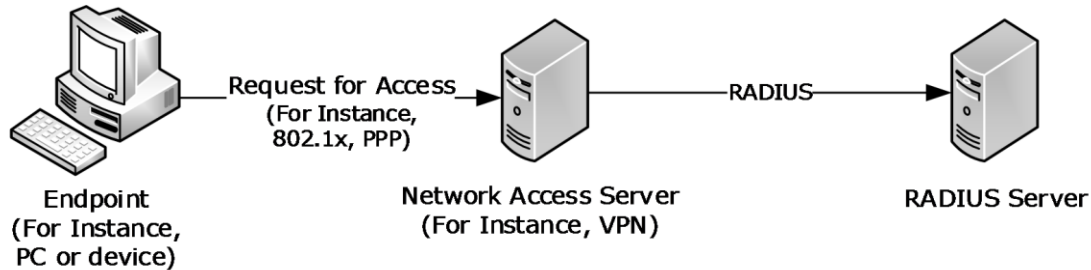 Request for Access
(For Instance,
802.1x, PPP)
RADIUS
Endpoint
(For Instance,
PC or device)
Network Access Server
(For Instance, VPN)
RADIUS Server